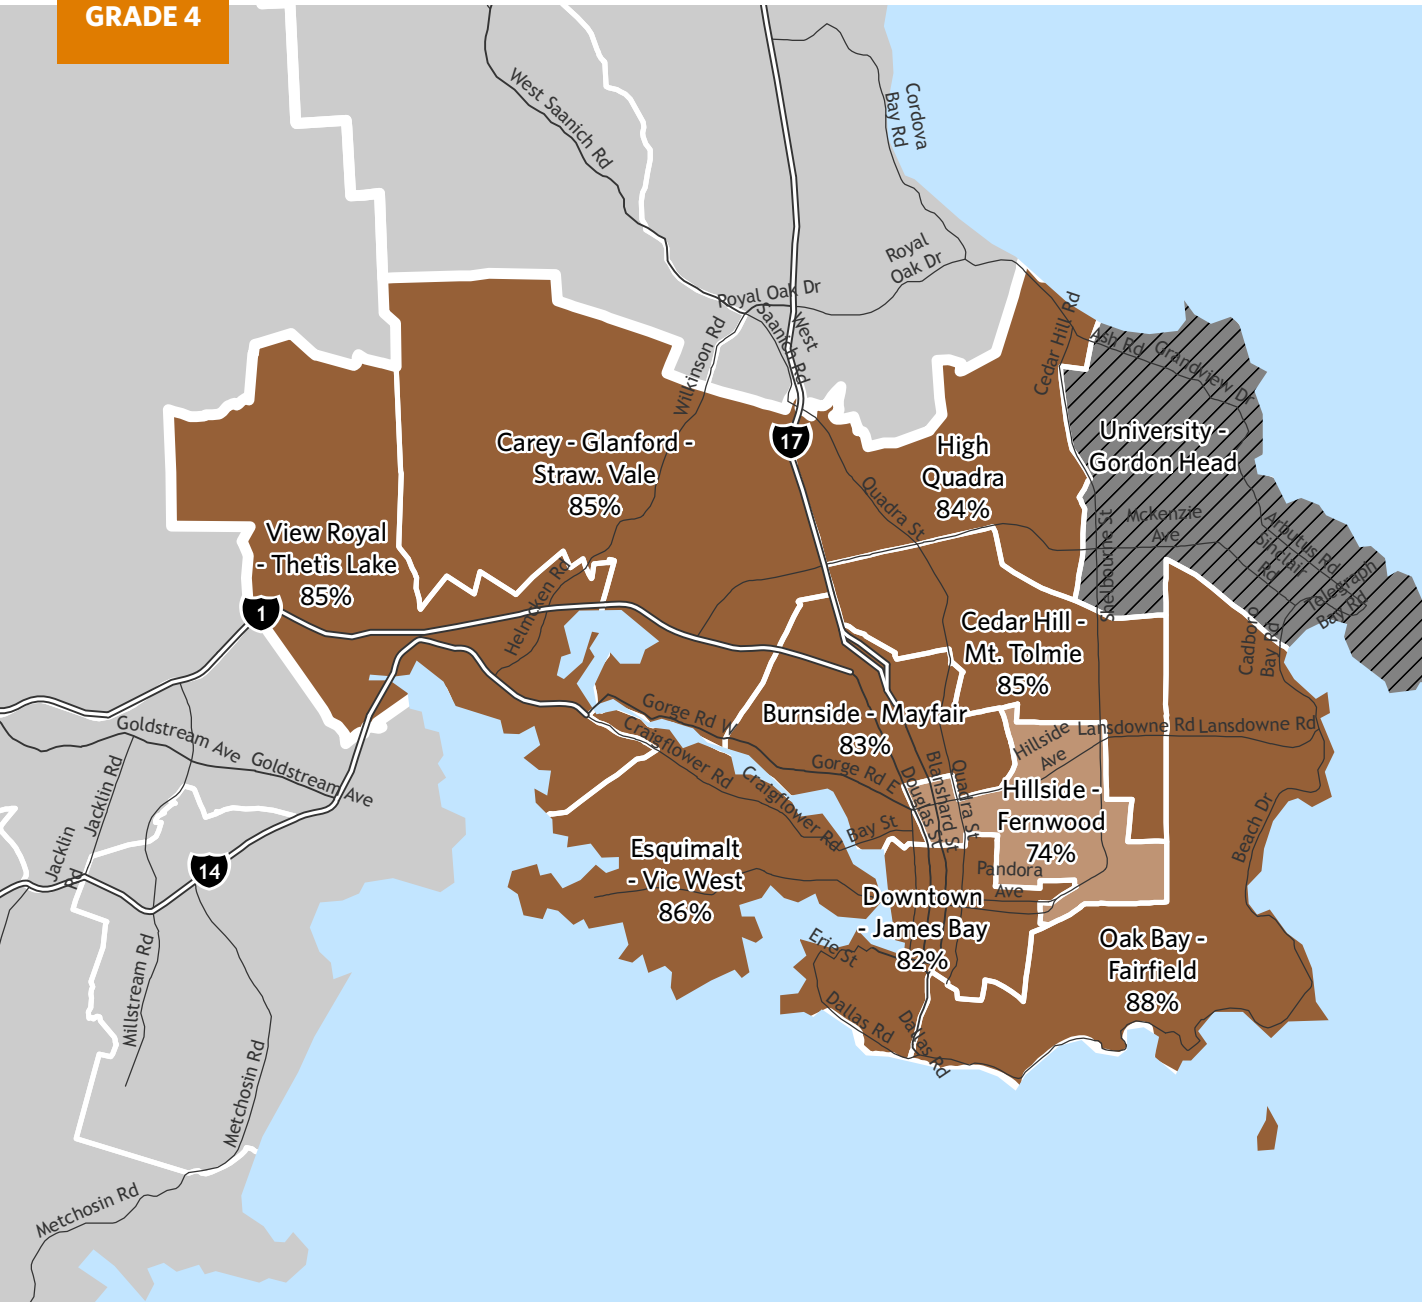 GRADE 4
West Saanich Rd
Cordova
Bay Rd
Royal
Oak Dr
Royal Oak Dr
West
Saanich Rd
Wilkinson Rd
Cedar Hill Rd
Ash Rd
Grandview Dr
17
Carey - Glanford -
Straw. Vale
85%
High
Quadra
84%
University -
Gordon Head
Quadra St
Mckenzie
Ave
Shelbourne St
Arbutus Rd
Sinclair
Rd
Telegraph
Bay Rd
View Royal
- Thetis Lake
85%
1
Helmcken Rd
Cedar Hill -
Mt. Tolmie
85%
Cadboro
Bay Rd
Gorge Rd W
Burnside - Mayfair
83%
Craigflower Rd
Craigflower Rd
Gorge Rd E
Hillside
Ave
Lansdowne Rd
Lansdowne Rd
Goldstream Ave
Goldstream Ave
Jacklin Rd
Jacklin
Rd
14
Douglas St
Blanshard St
Quadra St
Hillside -
Fernwood
74%
Bay St
Beach Dr
Esquimalt
- Vic West
86%
Pandora
Ave
Downtown
- James Bay
82%
Erie St
Oak Bay -
Fairfield
88%
Dallas Rd
Dallas Rd
Millstream Rd
Metchosin Rd
Metchosin Rd